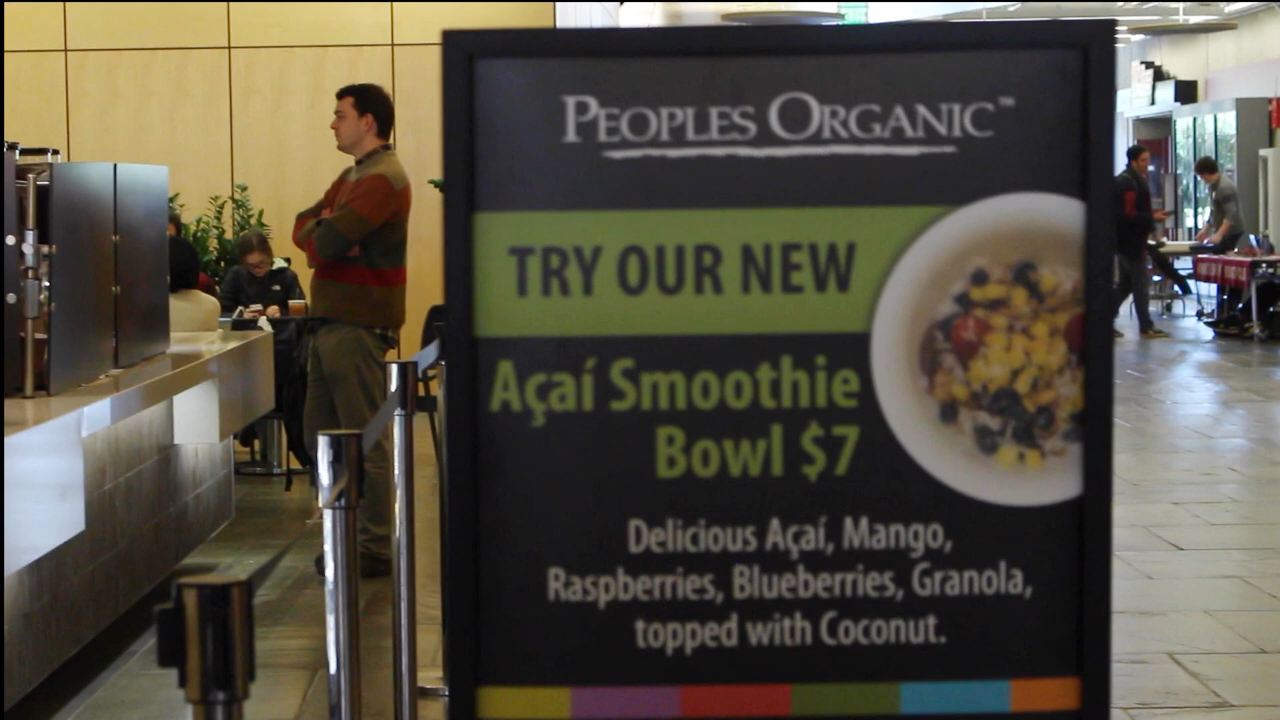 PEOPLES ORGANIC™
TRY OUR NEW
Açaí Smoothie
Bowl $7
Delicious Açaí, Mango,
Raspberries, Blueberries, Granola,
topped with Coconut.